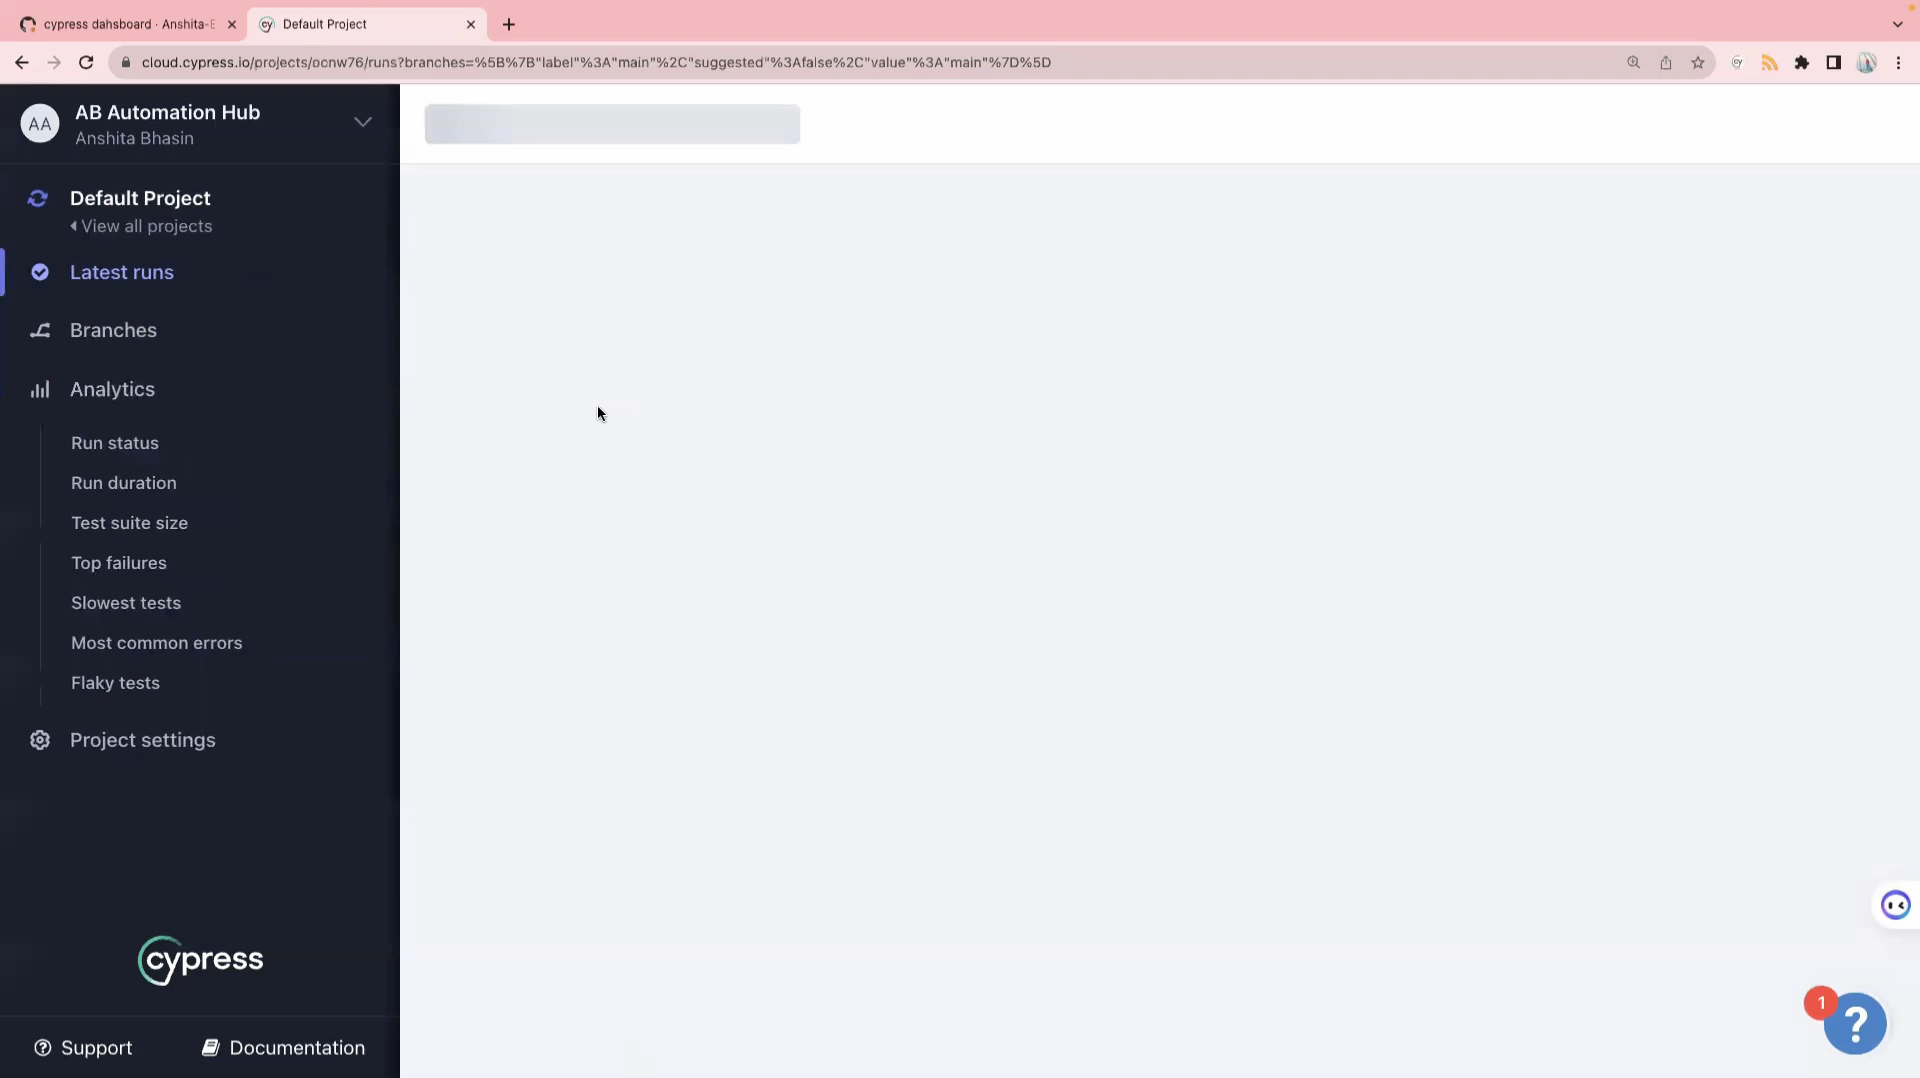 cypress dahsboard · Anshita-E
Default Project
cloud.cypress.io/projects/ocnw76/runs?branches=%5B%7B"label"%3A"main"%2C"suggested"%3Afalse%2C"value"%3A"main"%7D%5D
cy
AA
AB Automation Hub
Anshita Bhasin
Default Project
View all projects
Latest runs
Branches
Analytics
Run status
Run duration
Test suite size
Top failures
Slowest tests
Most common errors
Flaky tests
Project settings
cypress
1
?
Support
Documentation